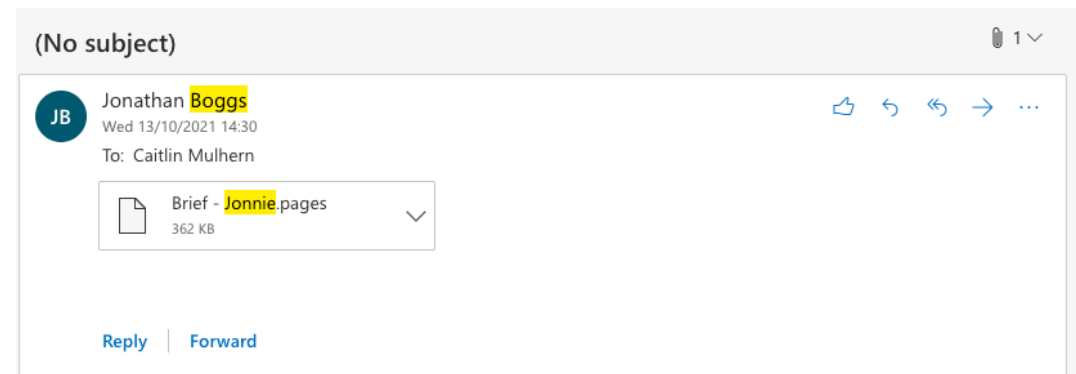 (No subject)
1
JB
Jonathan Boggs
Wed 13/10/2021 14:30
To: Caitlin Mulhern
Brief - Jonnie.pages
362 KB
Reply
Forward